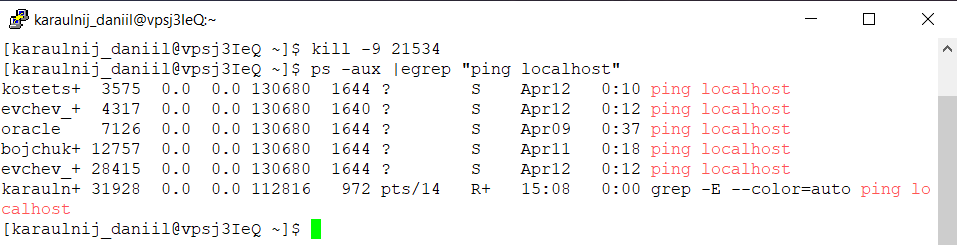 karaulnij_daniil@vpsj3IeQ:~
[karaulnij_daniil@vpsj3IeQ ~]$ kill -9 21534
[karaulnij_daniil@vpsj3IeQ ~]$ ps -aux |egrep "ping localhost"
kostets+  3575  0.0  0.0 130680  1644 ?        S    Apr12   0:10 ping localhost
evchev_+  4317  0.0  0.0 130680  1640 ?        S    Apr12   0:12 ping localhost
oracle    7126  0.0  0.0 130680  1644 ?        S    Apr09   0:37 ping localhost
bojchuk+ 12757  0.0  0.0 130680  1644 ?        S    Apr11   0:18 ping localhost
evchev_+ 28415  0.0  0.0 130680  1644 ?        S    Apr12   0:12 ping localhost
karauln+ 31928  0.0  0.0 112816   972 pts/14   R+   15:08   0:00 grep -E --color=auto ping lo
calhost
[karaulnij_daniil@vpsj3IeQ ~]$